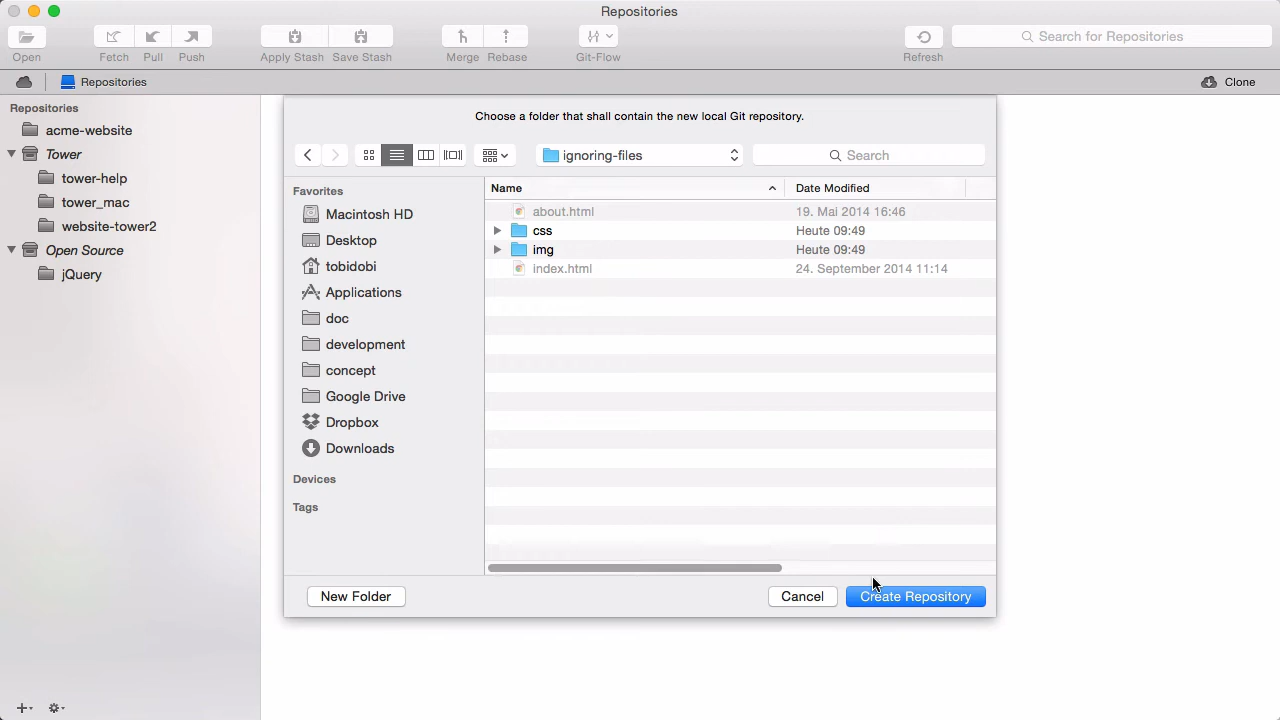 Repositories
Open
Fetch
Pull
Push
Apply Stash
Save Stash
Merge
Rebase
Git-Flow
Refresh
Search for Repositories
Repositories
Clone
Repositories
acme-website
Tower
tower-help
tower_mac
website-tower2
Open Source
jQuery
Choose a folder that shall contain the new local Git repository.
ignoring-files
Search
Favorites
Macintosh HD
Desktop
tobidobi
Applications
doc
development
concept
Google Drive
Dropbox
Downloads
Devices
Tags
Name
Date Modified
about.html
19. Mai 2014 16:46
css
Heute 09:49
img
Heute 09:49
index.html
24. September 2014 11:14
New Folder
Cancel
Create Repository